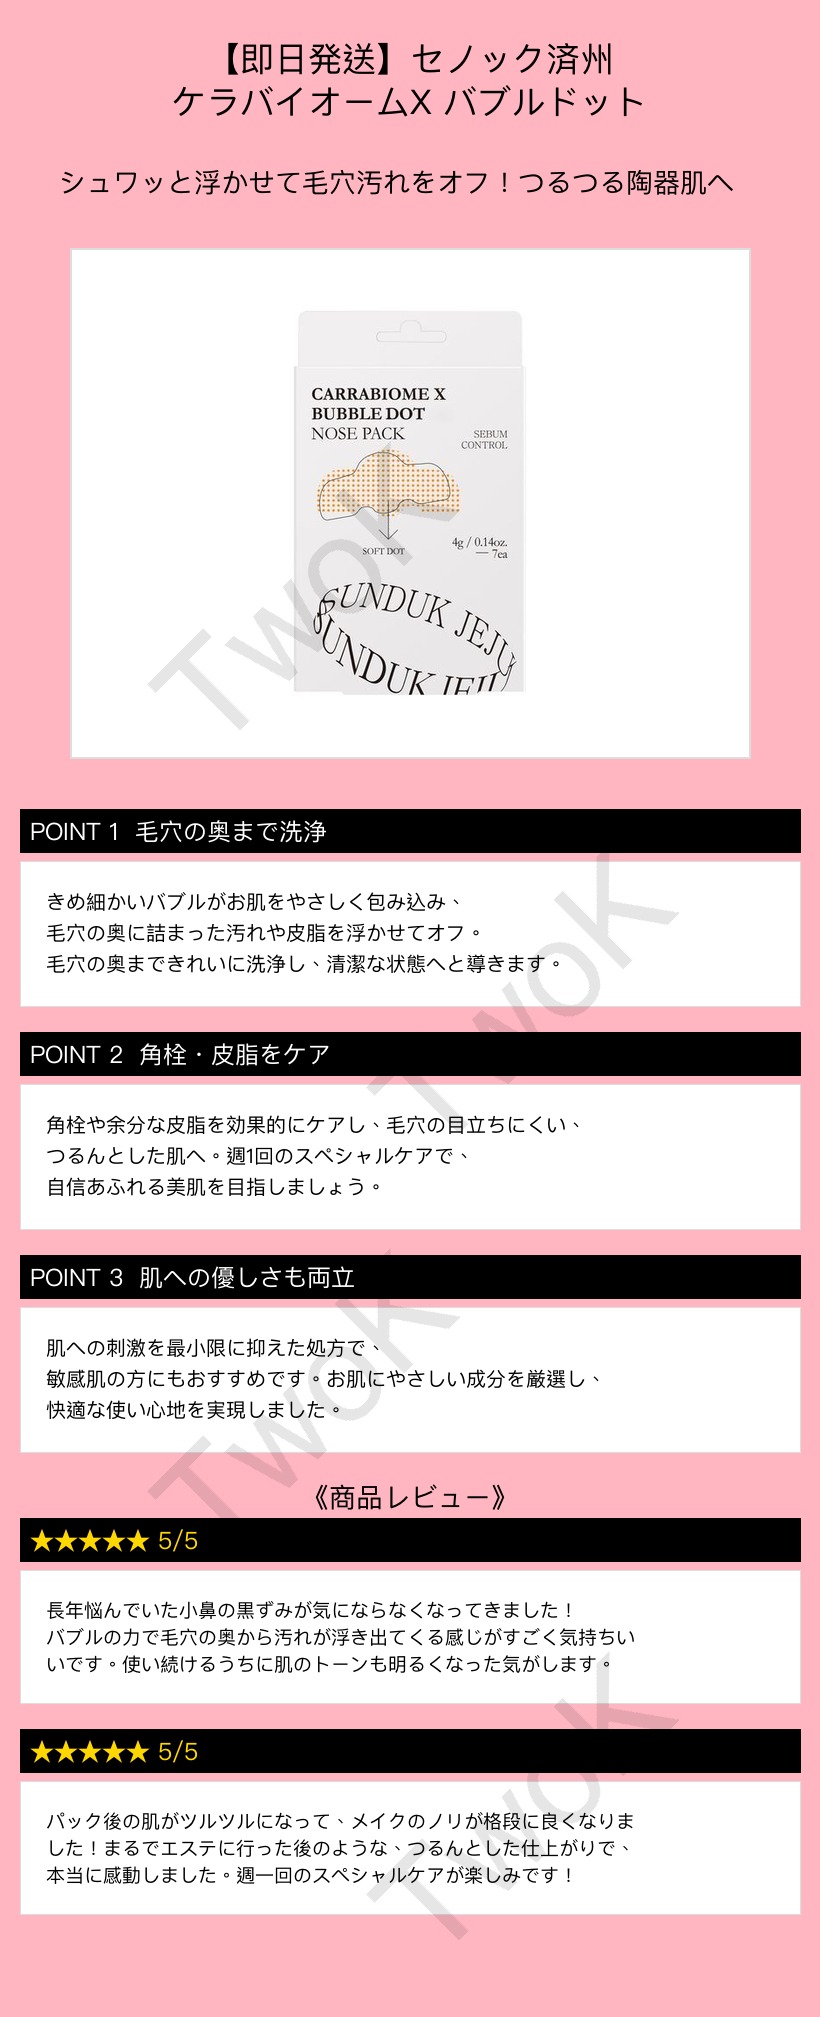 【即日発送】セノック済州
ケラバイオームX バブルドット
シュワッと浮かせて毛穴汚れをオフ！つるつる陶器肌へ
CARRABIOME X
BUBBLE DOT
NOSE PACK
SEBUM
CONTROL
SOFT DOT
4g / 0.14oz.
— 7ea
SUNDUK JEJU
SUNDUK JEJU
TwoK
POINT 1 毛穴の奥まで洗浄
きめ細かいバブルがお肌をやさしく包み込み、
毛穴の奥に詰まった汚れや皮脂を浮かせてオフ。
毛穴の奥まできれいに洗浄し、清潔な状態へと導きます。
TwoK
POINT 2 角栓・皮脂をケア
角栓や余分な皮脂を効果的にケアし、毛穴の目立ちにくい、
つるんとした肌へ。週1回のスペシャルケアで、
自信あふれる美肌を目指しましょう。
POINT 3 肌への優しさも両立
肌への刺激を最小限に抑えた処方で、
敏感肌の方にもおすすめです。お肌にやさしい成分を厳選し、
快適な使い心地を実現しました。
TwoK
《商品レビュー》
★★★★★ 5/5
長年悩んでいた小鼻の黒ずみが気にならなくなってきました！
バブルの力で毛穴の奥から汚れが浮き出てくる感じがすごく気持ちい
いです。使い続けるうちに肌のトーンも明るくなった気がします。
★★★★★ 5/5
パック後の肌がツルツルになって、メイクのノリが格段に良くなりま
した！まるでエステに行った後のような、つるんとした仕上がりで、
本当に感動しました。週一回のスペシャルケアが楽しみです！
TwoK